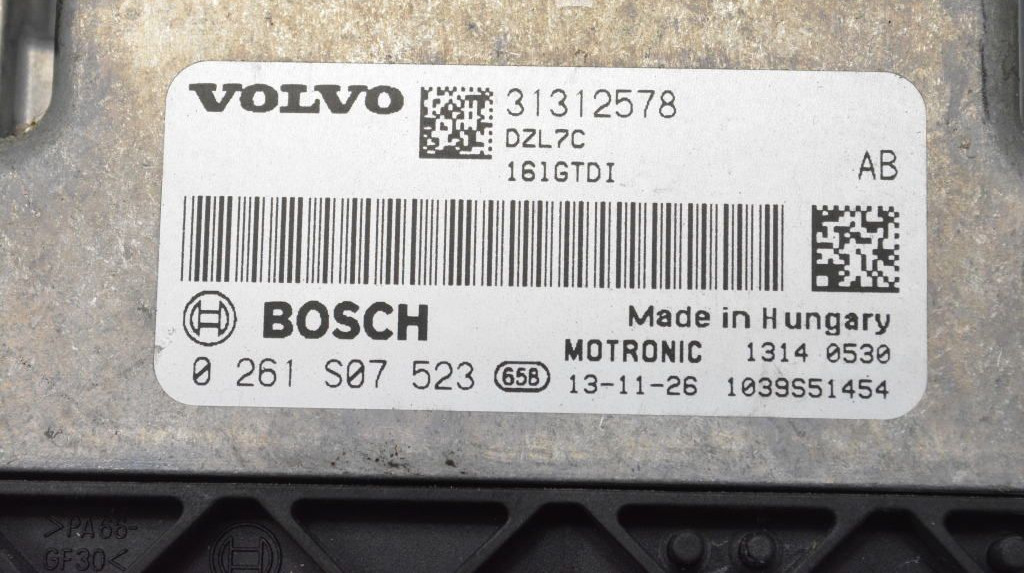 VOLVO 31312578
DZL7C
161GTDI
AB
BOSCH
Made in Hungary
MOTRONIC 1314 0530
0 261 S07 523 65B 13-11-26 1039S51454
>PA66-
GF30<